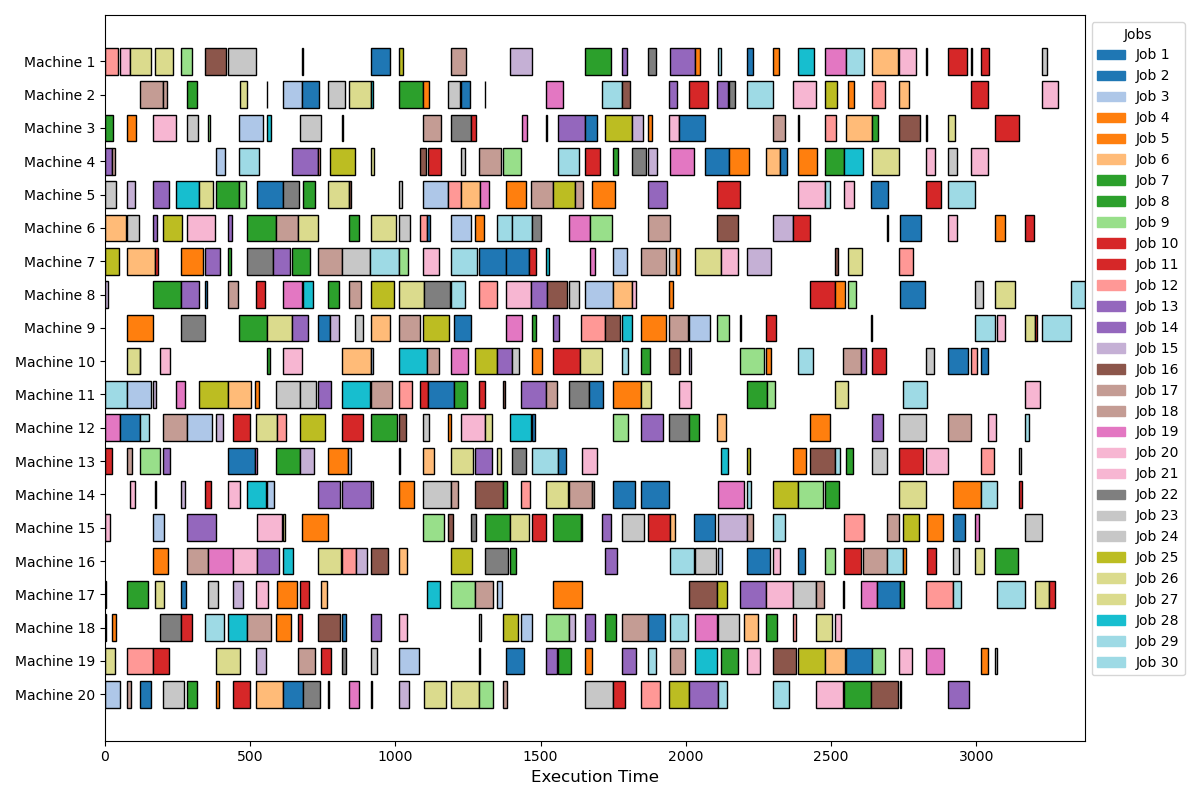 Machine 1
Machine 2
Machine 3
Machine 4
Machine 5
Machine 6
Machine 7
Machine 8
Machine 9
Machine 10
Machine 11
Machine 12
Machine 13
Machine 14
Machine 15
Machine 16
Machine 17
Machine 18
Machine 19
Machine 20
0 500 1000 1500 2000 2500 3000
Execution Time
Jobs
Job 1
Job 2
Job 3
Job 4
Job 5
Job 6
Job 7
Job 8
Job 9
Job 10
Job 11
Job 12
Job 13
Job 14
Job 15
Job 16
Job 17
Job 18
Job 19
Job 20
Job 21
Job 22
Job 23
Job 24
Job 25
Job 26
Job 27
Job 28
Job 29
Job 30